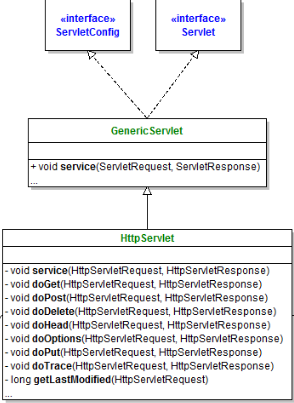 «interface»
ServletConfig
«interface»
Servlet
GenericServlet
+ void service(ServletRequest, ServletResponse)
...
HttpServlet
- void service(HttpServletRequest, HttpServletResponse)
- void doGet(HttpServletRequest, HttpServletResponse)
- void doPost(HttpServletRequest, HttpServletResponse)
- void doDelete(HttpServletRequest, HttpServletResponse)
- void doHead(HttpServletRequest, HttpServletResponse)
- void doOptions(HttpServletRequest, HttpServletResponse)
- void doPut(HttpServletRequest, HttpServletResponse)
- void doTrace(HttpServletRequest, HttpServletResponse)
- long getLastModified(HttpServletRequest)
...